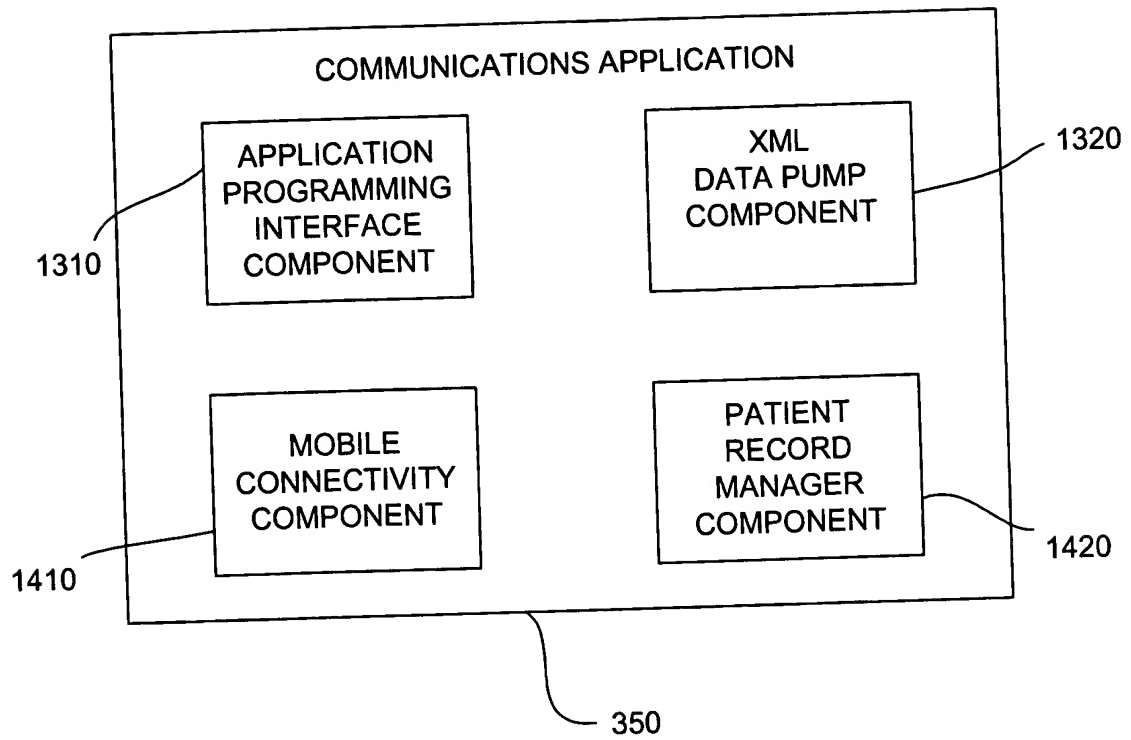 COMMUNICATIONS APPLICATION
APPLICATION
PROGRAMMING
INTERFACE
COMPONENT
1310
XML
DATA PUMP
COMPONENT
1320
MOBILE
CONNECTIVITY
COMPONENT
1410
PATIENT
RECORD
MANAGER
COMPONENT
1420
350